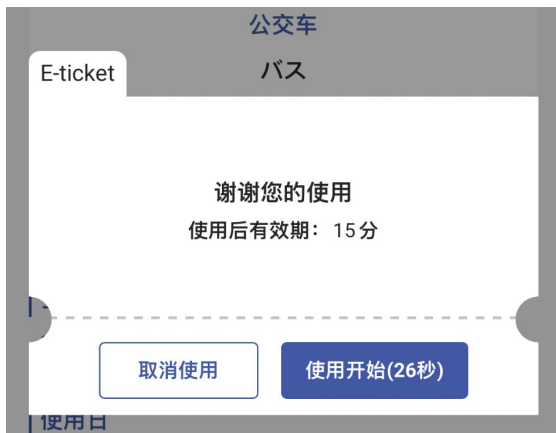 公交车
E-ticket
バス
谢谢您的使用
使用后有效期：15分
取消使用
使用开始(26秒)
使用日